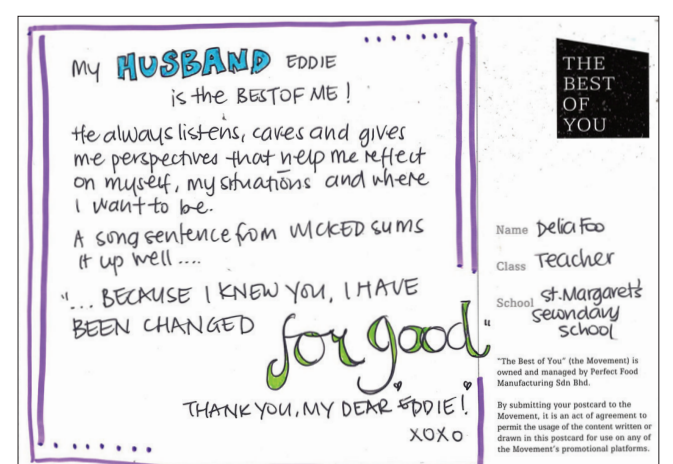 My HUSBAND EDDIE
is the BEST OF ME!
He always listens, cares and gives
me perspectives that help me reflect
on myself, my situations and where
I want to be.
A song sentence from WICKED sums
it up well ....
"... BECAUSE I KNEW YOU, I HAVE
BEEN CHANGED
for good"
THANK YOU, MY DEAR EDDIE!
XOXO
THE
BEST
OF
YOU
Name Delia Foo
Class Teacher
School St. Margaret's
Secondary
School
"The Best of You" (the Movement) is
owned and managed by Perfect Food
Manufacturing Sdn Bhd.
By submitting your postcard to the
Movement, it is an act of agreement to
permit the usage of the content written or
drawn in this postcard for use on any of
the Movement's promotional platforms.